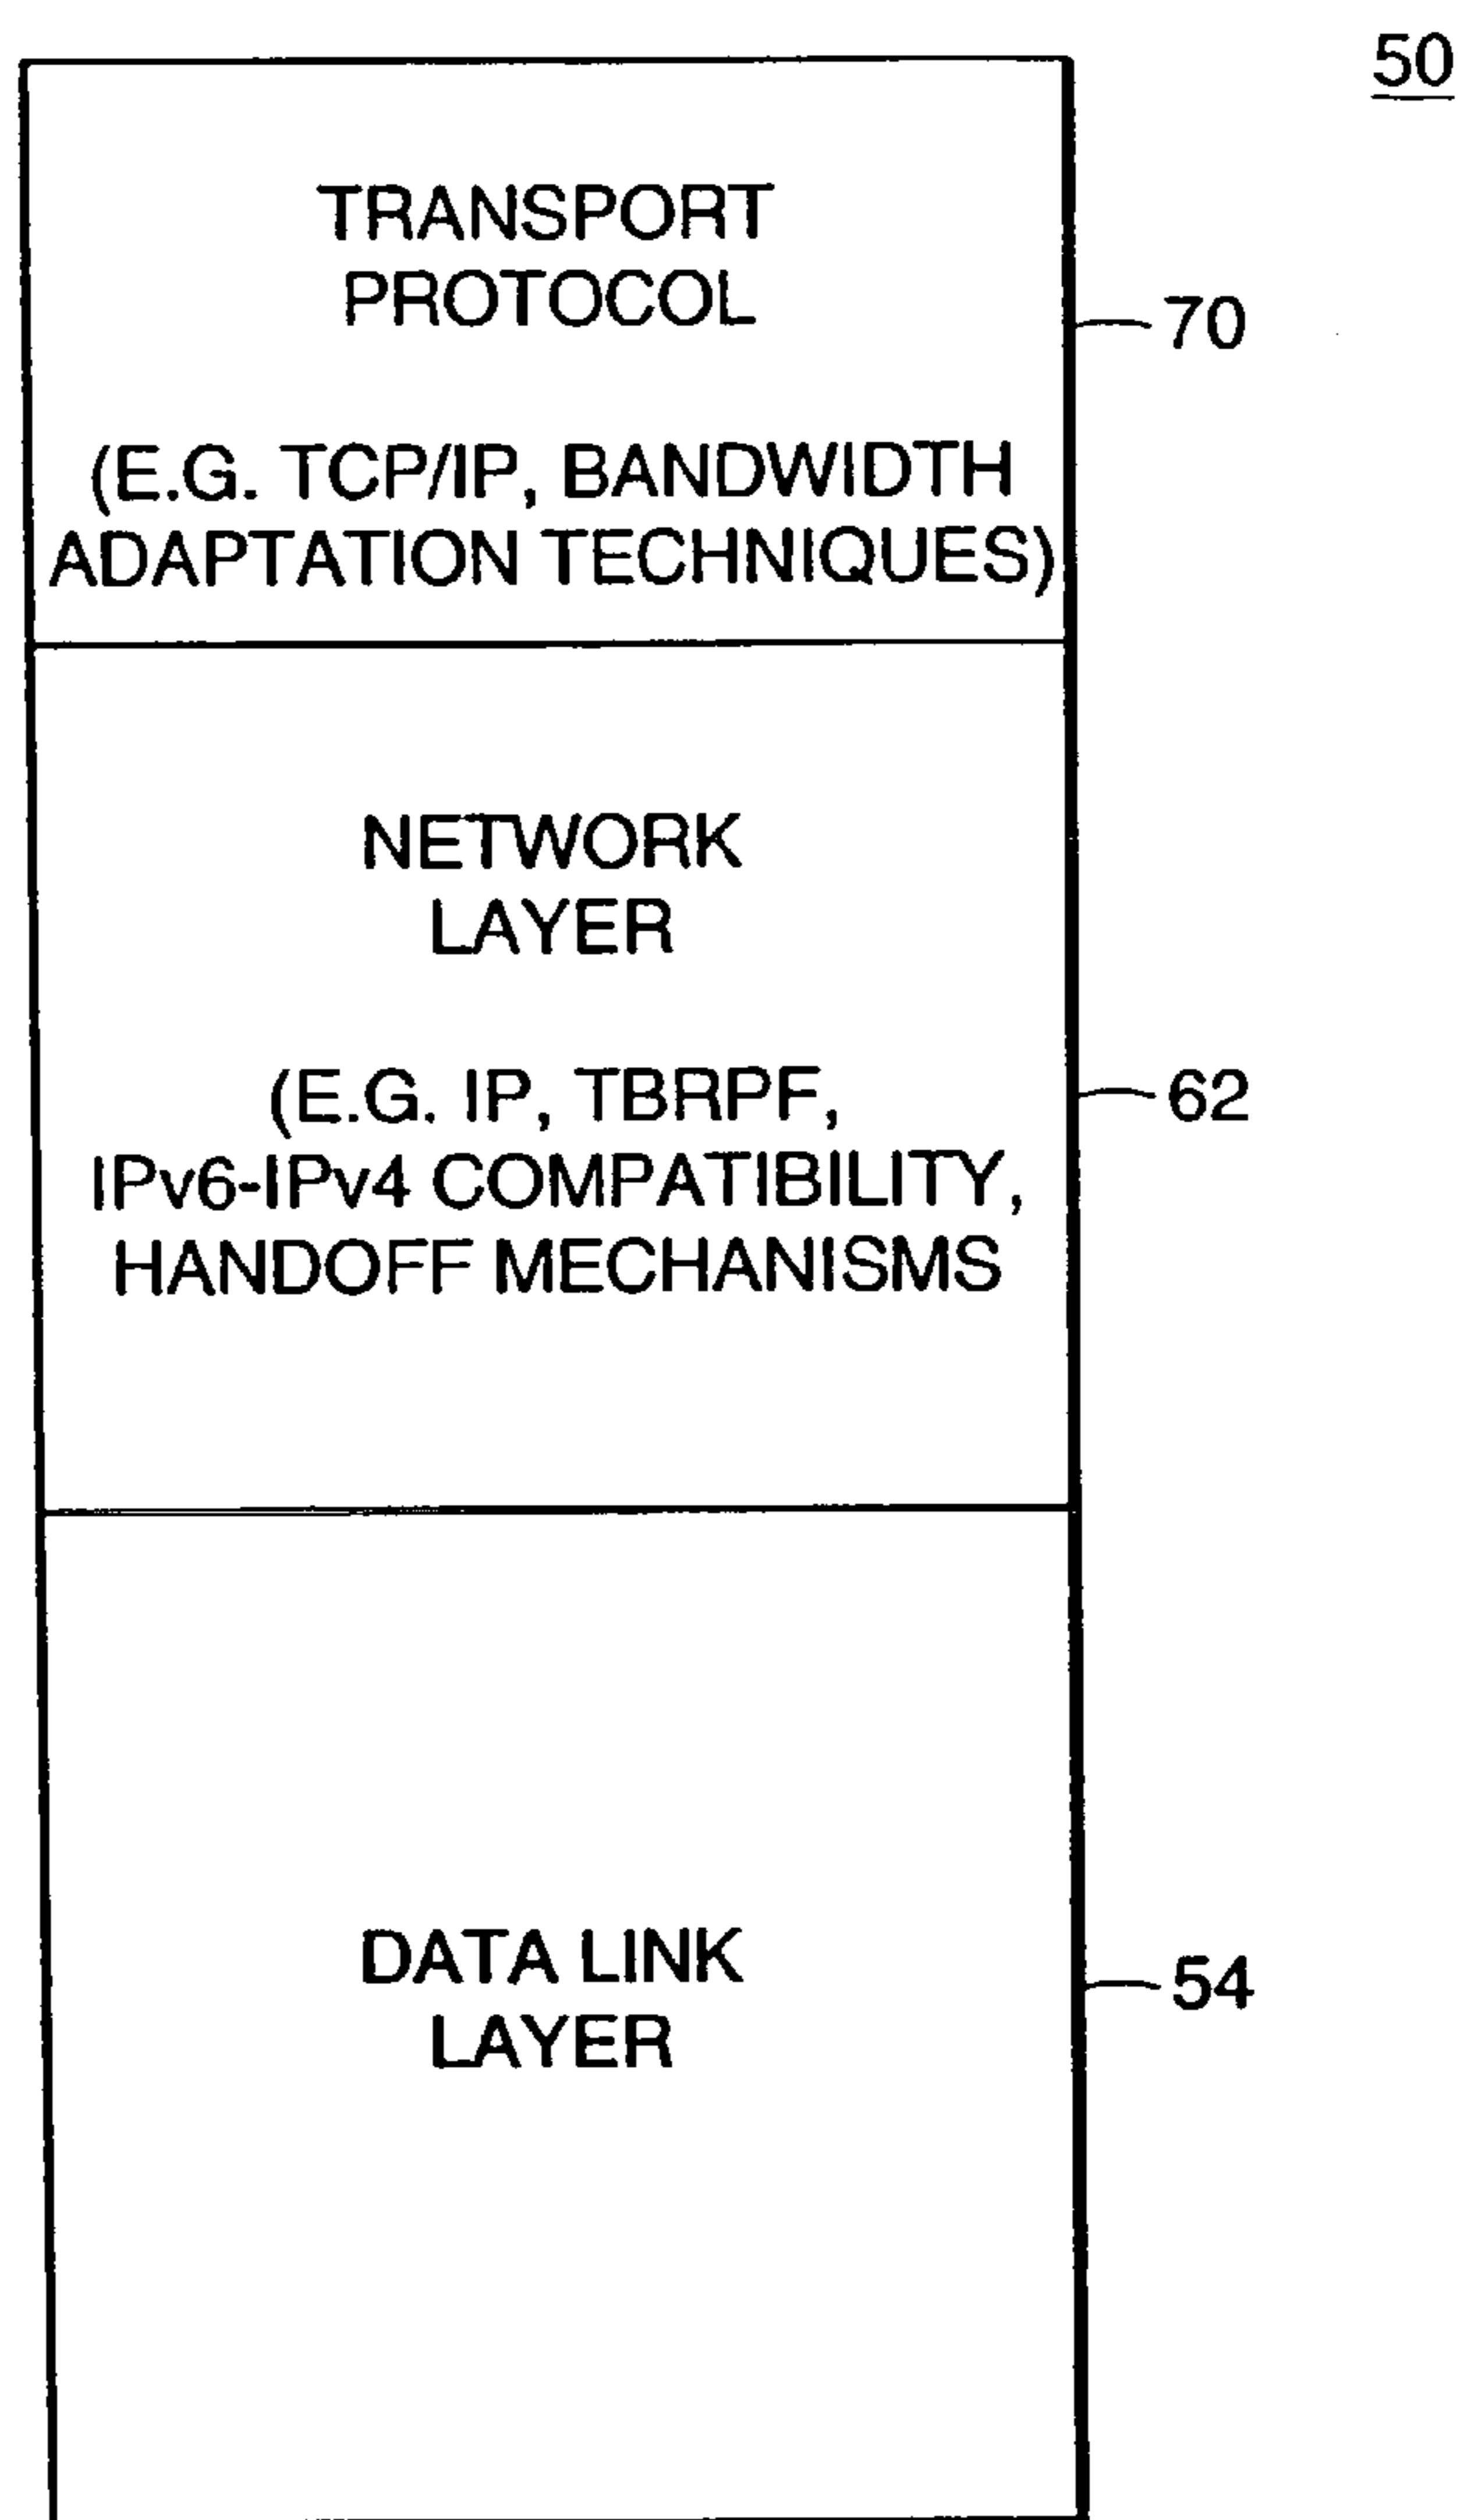 50
TRANSPORT
PROTOCOL
70
(E.G. TCP/IP, BANDWIDTH
ADAPTATION TECHNIQUES)
NETWORK
LAYER
(E.G. IP, TBRPF,
62
IPv6-IPv4 COMPATIBILITY,
HANDOFF MECHANISMS
DATA LINK
54
LAYER